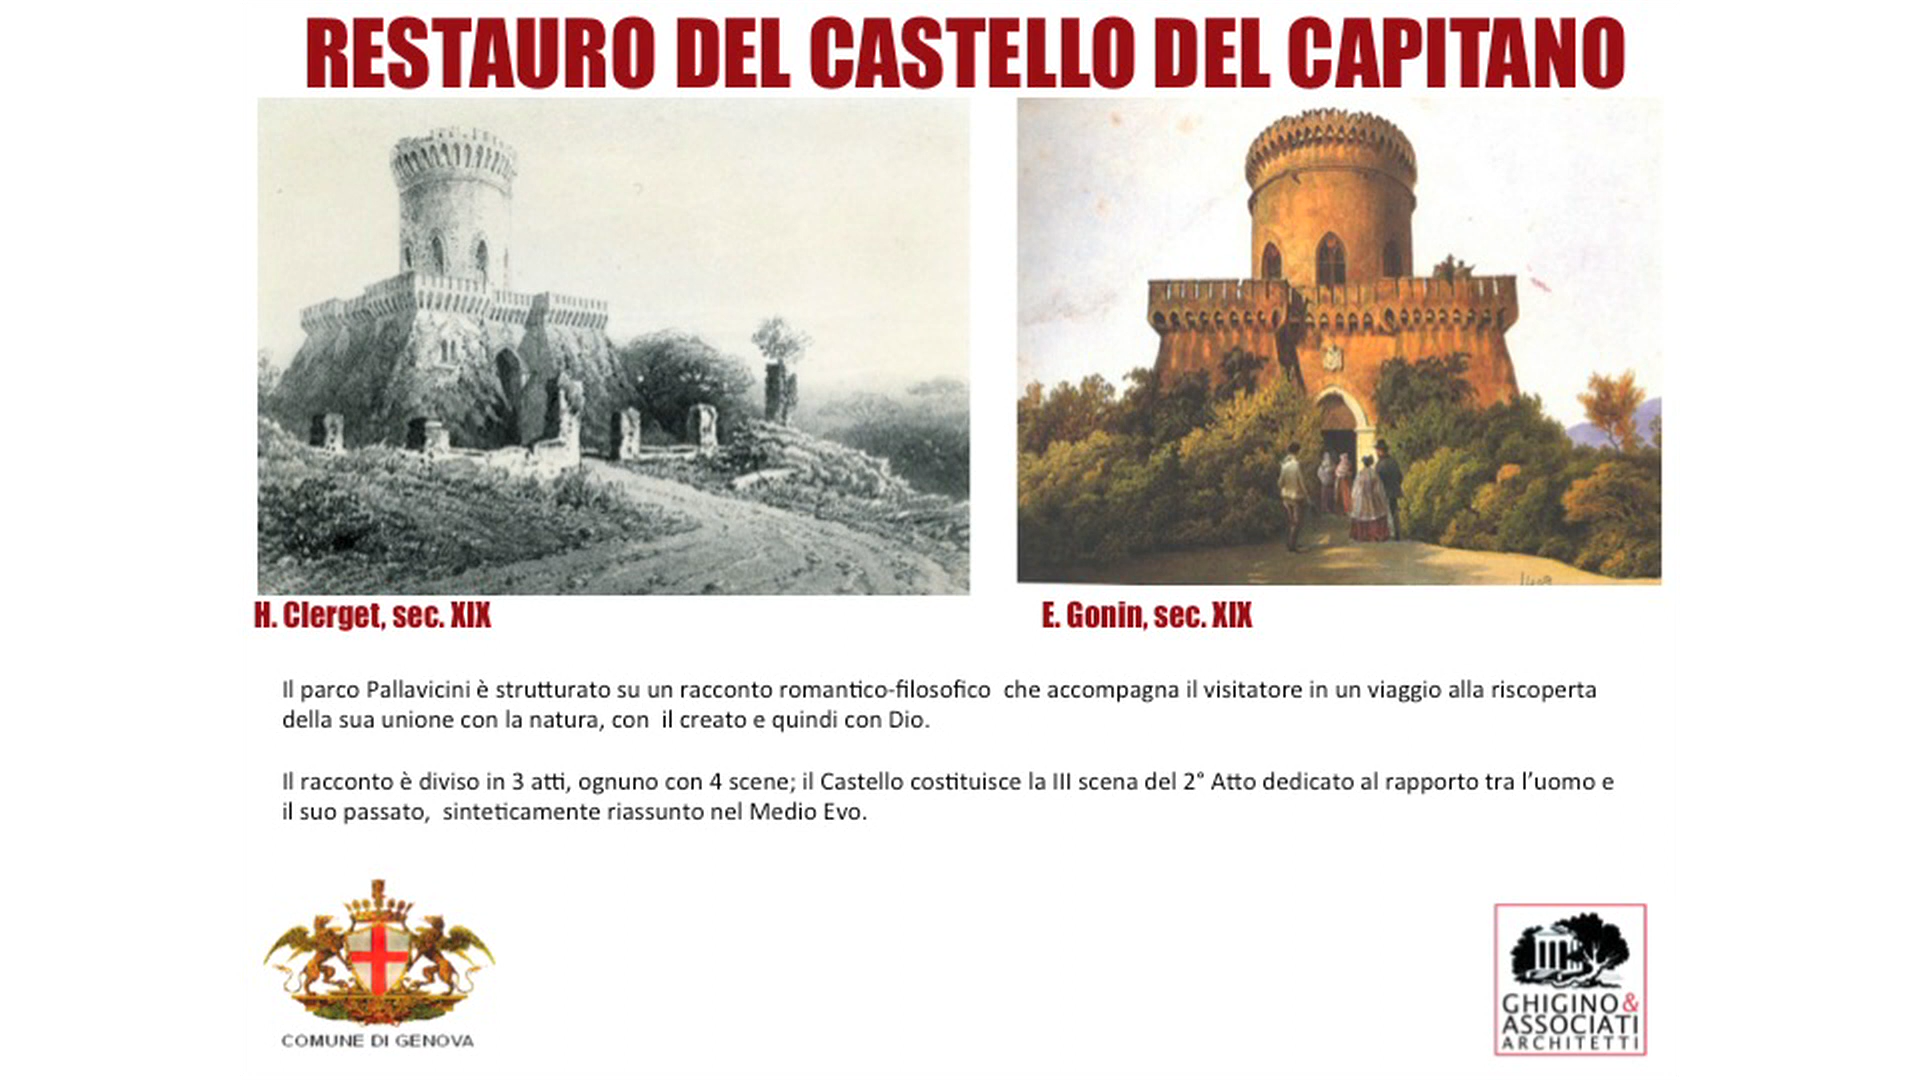 RESTAURO DEL CASTELLO DEL CAPITANO
H. Clerget, sec. XIX
E. Gonin, sec. XIX
Il parco Pallavicini è strutturato su un racconto romantico-filosofico che accompagna il visitatore in un viaggio alla riscoperta
della sua unione con la natura, con il creato e quindi con Dio.
Il racconto è diviso in 3 atti, ognuno con 4 scene; il Castello costituisce la III scena del 2° Atto dedicato al rapporto tra l’uomo e
il suo passato, sinteticamente riassunto nel Medio Evo.
COMUNE DI GENOVA
GHIGINO&
ASSOCIATI
ARCHITETTI